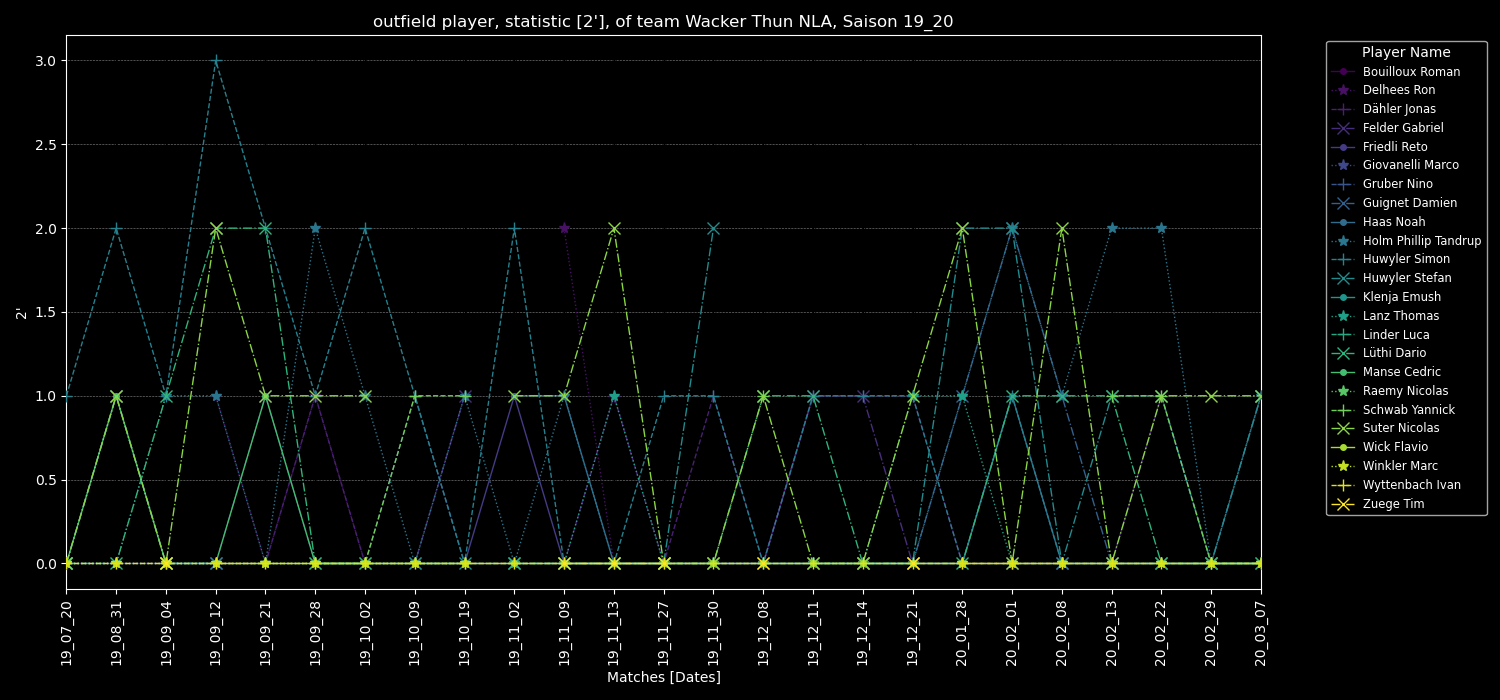 outfield player, statistic [2'], of team Wacker Thun NLA, Saison 19_20
3.0
2.5
2.0
1.5
1.0
0.5
0.0
2'
19_07_20
19_08_31
19_09_04
19_09_12
19_09_21
19_09_28
19_10_02
19_10_09
19_10_19
19_11_02
19_11_09
19_11_13
19_11_27
19_11_30
19_12_08
19_12_11
19_12_14
19_12_21
20_01_28
20_02_01
20_02_08
20_02_13
20_02_22
20_02_29
20_03_07
Matches [Dates]
Player Name
Bouilloux Roman
Delhees Ron
Dähler Jonas
Felder Gabriel
Friedli Reto
Giovanelli Marco
Gruber Nino
Guignet Damien
Haas Noah
Holm Phillip Tandrup
Huwyler Simon
Huwyler Stefan
Klenja Emush
Lanz Thomas
Linder Luca
Lüthi Dario
Manse Cedric
Raemy Nicolas
Schwab Yannick
Suter Nicolas
Wick Flavio
Winkler Marc
Wyttenbach Ivan
Zuege Tim